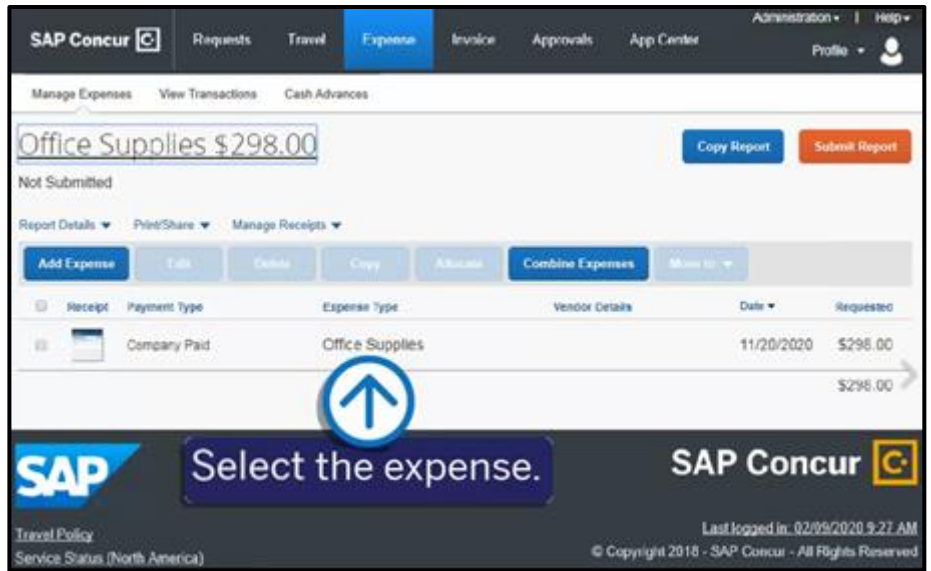 Administration | Help
SAP Concur C Requests Travel Expense Invoice Approvals App Center
Profile
Manage Expenses View Transactions Cash Advances
Office Supplies $298.00
Copy Report Submit Report
Not Submitted
Report Details Print/Share Manage Receipts
Add Expense Edit Delete Copy Allocate Combine Expenses Move to
Receipt Payment Type Expense Type Vendor Details Date Requested
Company Paid Office Supplies 11/20/2020 $298.00
$298.00
Select the expense.
SAP SAP Concur C
Travel Policy Last logged in: 02/09/2020 9:27 AM
Service Status (North America) © Copyright 2018 - SAP Concur - All Rights Reserved